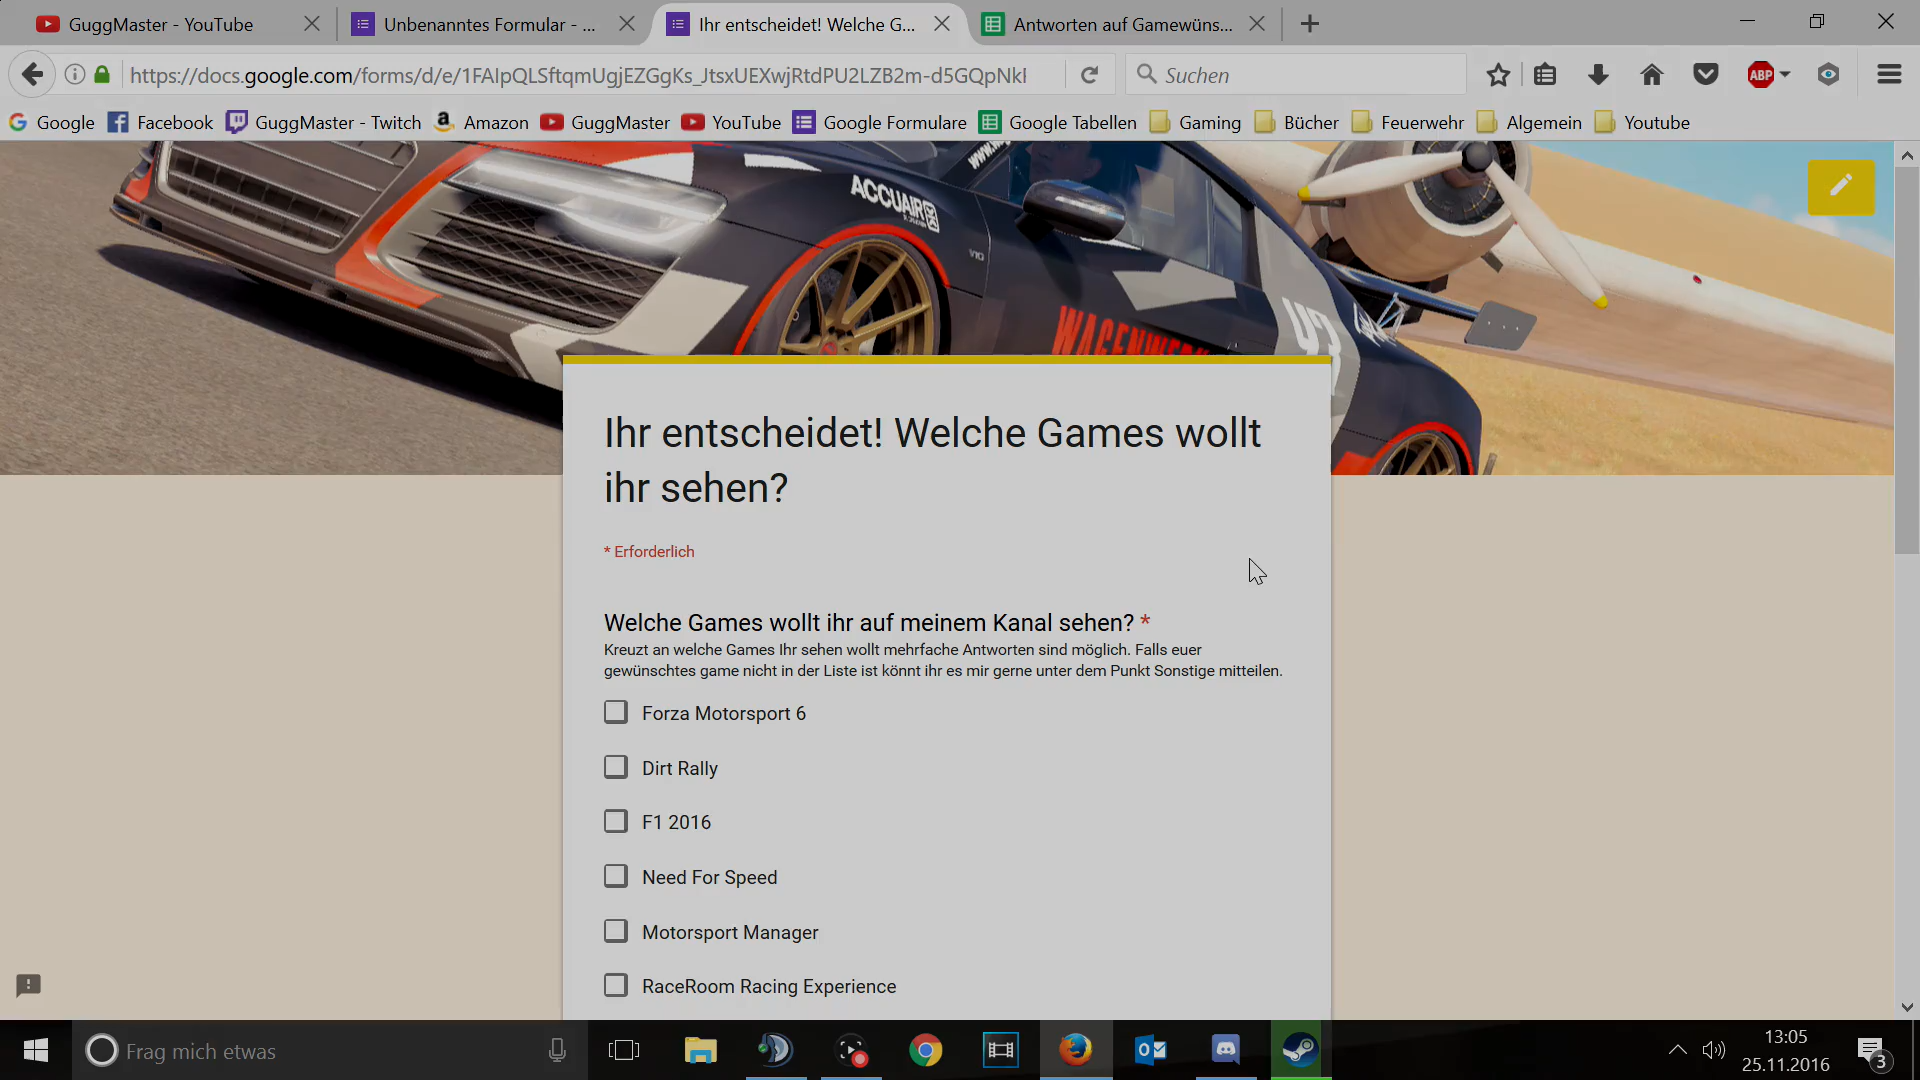 GuggMaster - YouTube
Unbenanntes Formular - ...
Ihr entscheidet! Welche G...
Antworten auf Gamewüns...
https://docs.google.com/forms/d/e/1FAIpQLSftqmUgjEZGgKs_JtsxUEXwjRtdPU2LZB2m-d5GQpNkI
Suchen
ABP
Google
Facebook
GuggMaster - Twitch
Amazon
GuggMaster
YouTube
Google Formulare
Google Tabellen
Gaming
Bücher
Feuerwehr
Algemein
Youtube
ACCUAIR
V10
WAGENWERK
Ihr entscheidet! Welche Games wollt
ihr sehen?
* Erforderlich
Welche Games wollt ihr auf meinem Kanal sehen? *
Kreuzt an welche Games Ihr sehen wollt mehrfache Antworten sind möglich. Falls euer
gewünschtes game nicht in der Liste ist könnt ihr es mir gerne unter dem Punkt Sonstige mitteilen.
Forza Motorsport 6
Dirt Rally
F1 2016
Need For Speed
Motorsport Manager
RaceRoom Racing Experience
Frag mich etwas
13:05
25.11.2016
3